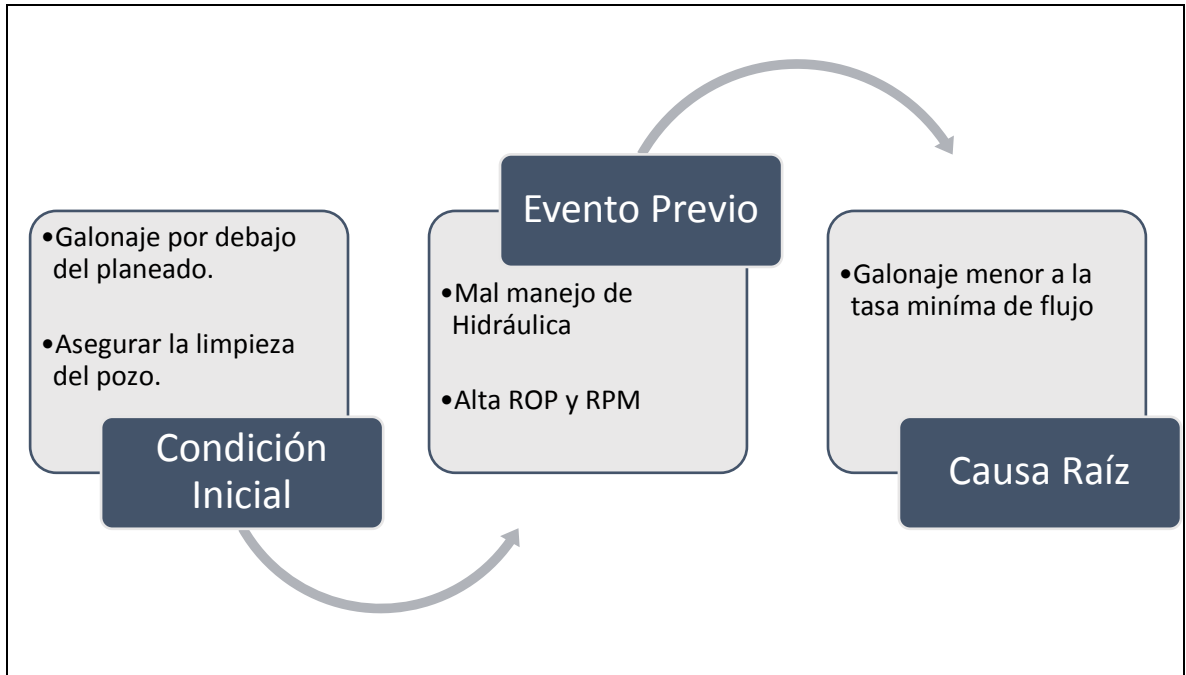 •Galonaje por debajo
del planeado.
•Asegurar la limpieza
del pozo.
Condición
Inicial
Evento Previo
•Mal manejo de
Hidráulica
•Alta ROP y RPM
•Galonaje menor a la
tasa miníma de flujo
Causa Raíz